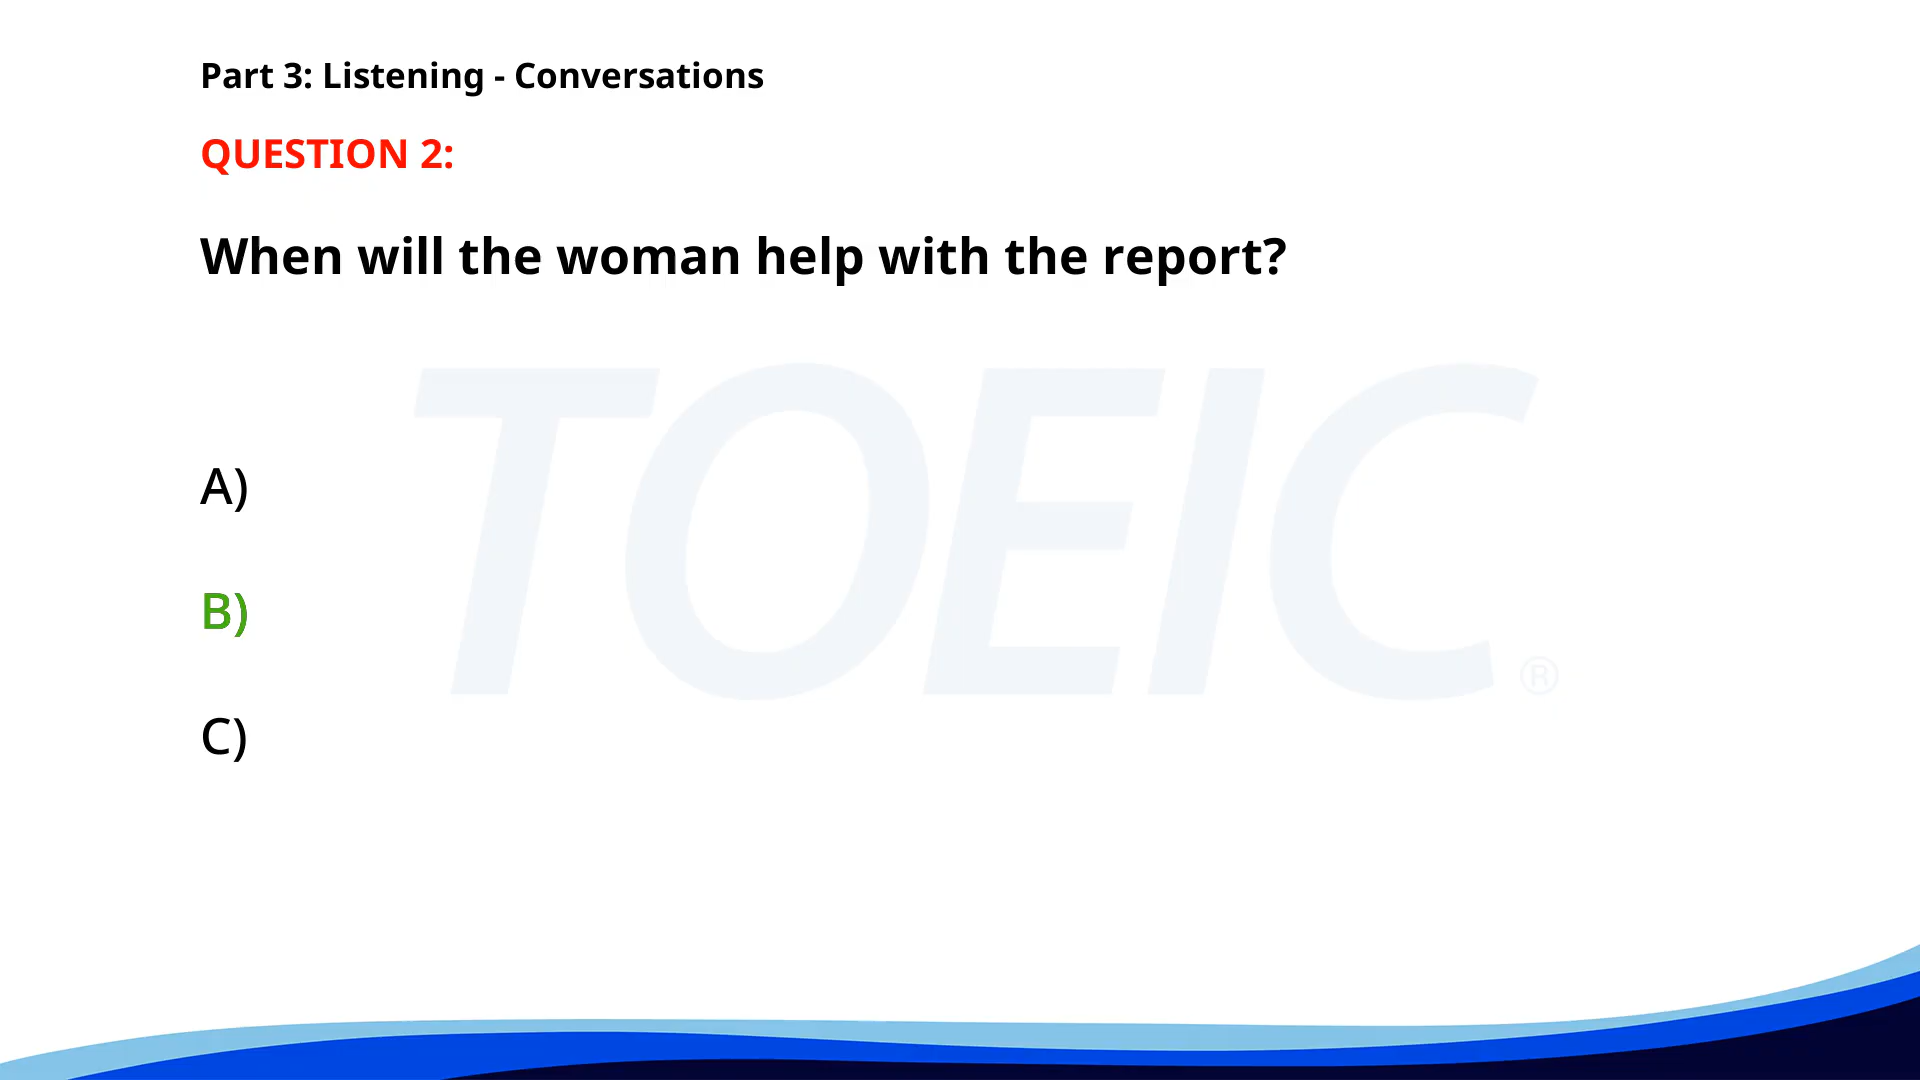 Part 3: Listening - Conversations
QUESTION 2:
When will the woman help with the report?
TOEIC®
A)
B)
C)